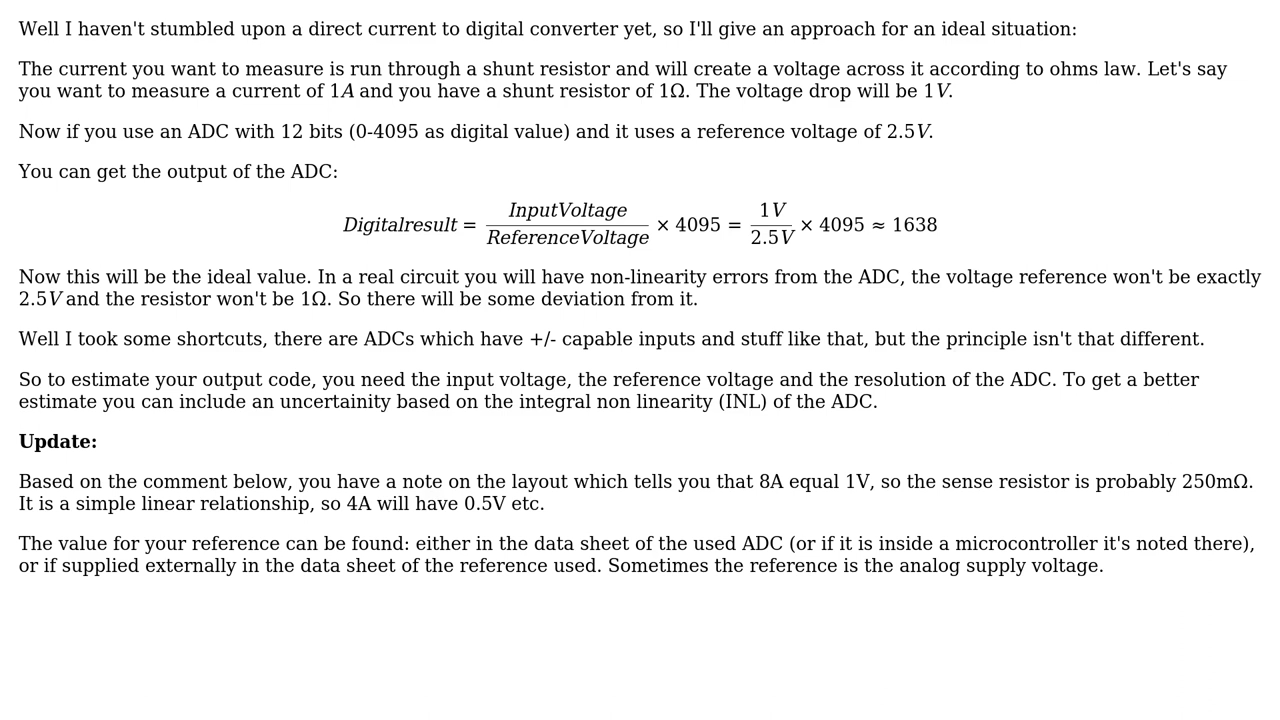 Well I haven't stumbled upon a direct current to digital converter yet, so I'll give an approach for an ideal situation:
The current you want to measure is run through a shunt resistor and will create a voltage across it according to ohms law. Let's say
you want to measure a current of 1A and you have a shunt resistor of 1Ω. The voltage drop will be 1V.
Now if you use an ADC with 12 bits (0-4095 as digital value) and it uses a reference voltage of 2.5V.
You can get the output of the ADC:
Digitalresult = InputVoltage / ReferenceVoltage × 4095 = 1V / 2.5V × 4095 ≈ 1638
Now this will be the ideal value. In a real circuit you will have non-linearity errors from the ADC, the voltage reference won't be exactly
2.5V and the resistor won't be 1Ω. So there will be some deviation from it.
Well I took some shortcuts, there are ADCs which have +/- capable inputs and stuff like that, but the principle isn't that different.
So to estimate your output code, you need the input voltage, the reference voltage and the resolution of the ADC. To get a better
estimate you can include an uncertainity based on the integral non linearity (INL) of the ADC.
Update:
Based on the comment below, you have a note on the layout which tells you that 8A equal 1V, so the sense resistor is probably 250mΩ.
It is a simple linear relationship, so 4A will have 0.5V etc.
The value for your reference can be found: either in the data sheet of the used ADC (or if it is inside a microcontroller it's noted there),
or if supplied externally in the data sheet of the reference used. Sometimes the reference is the analog supply voltage.